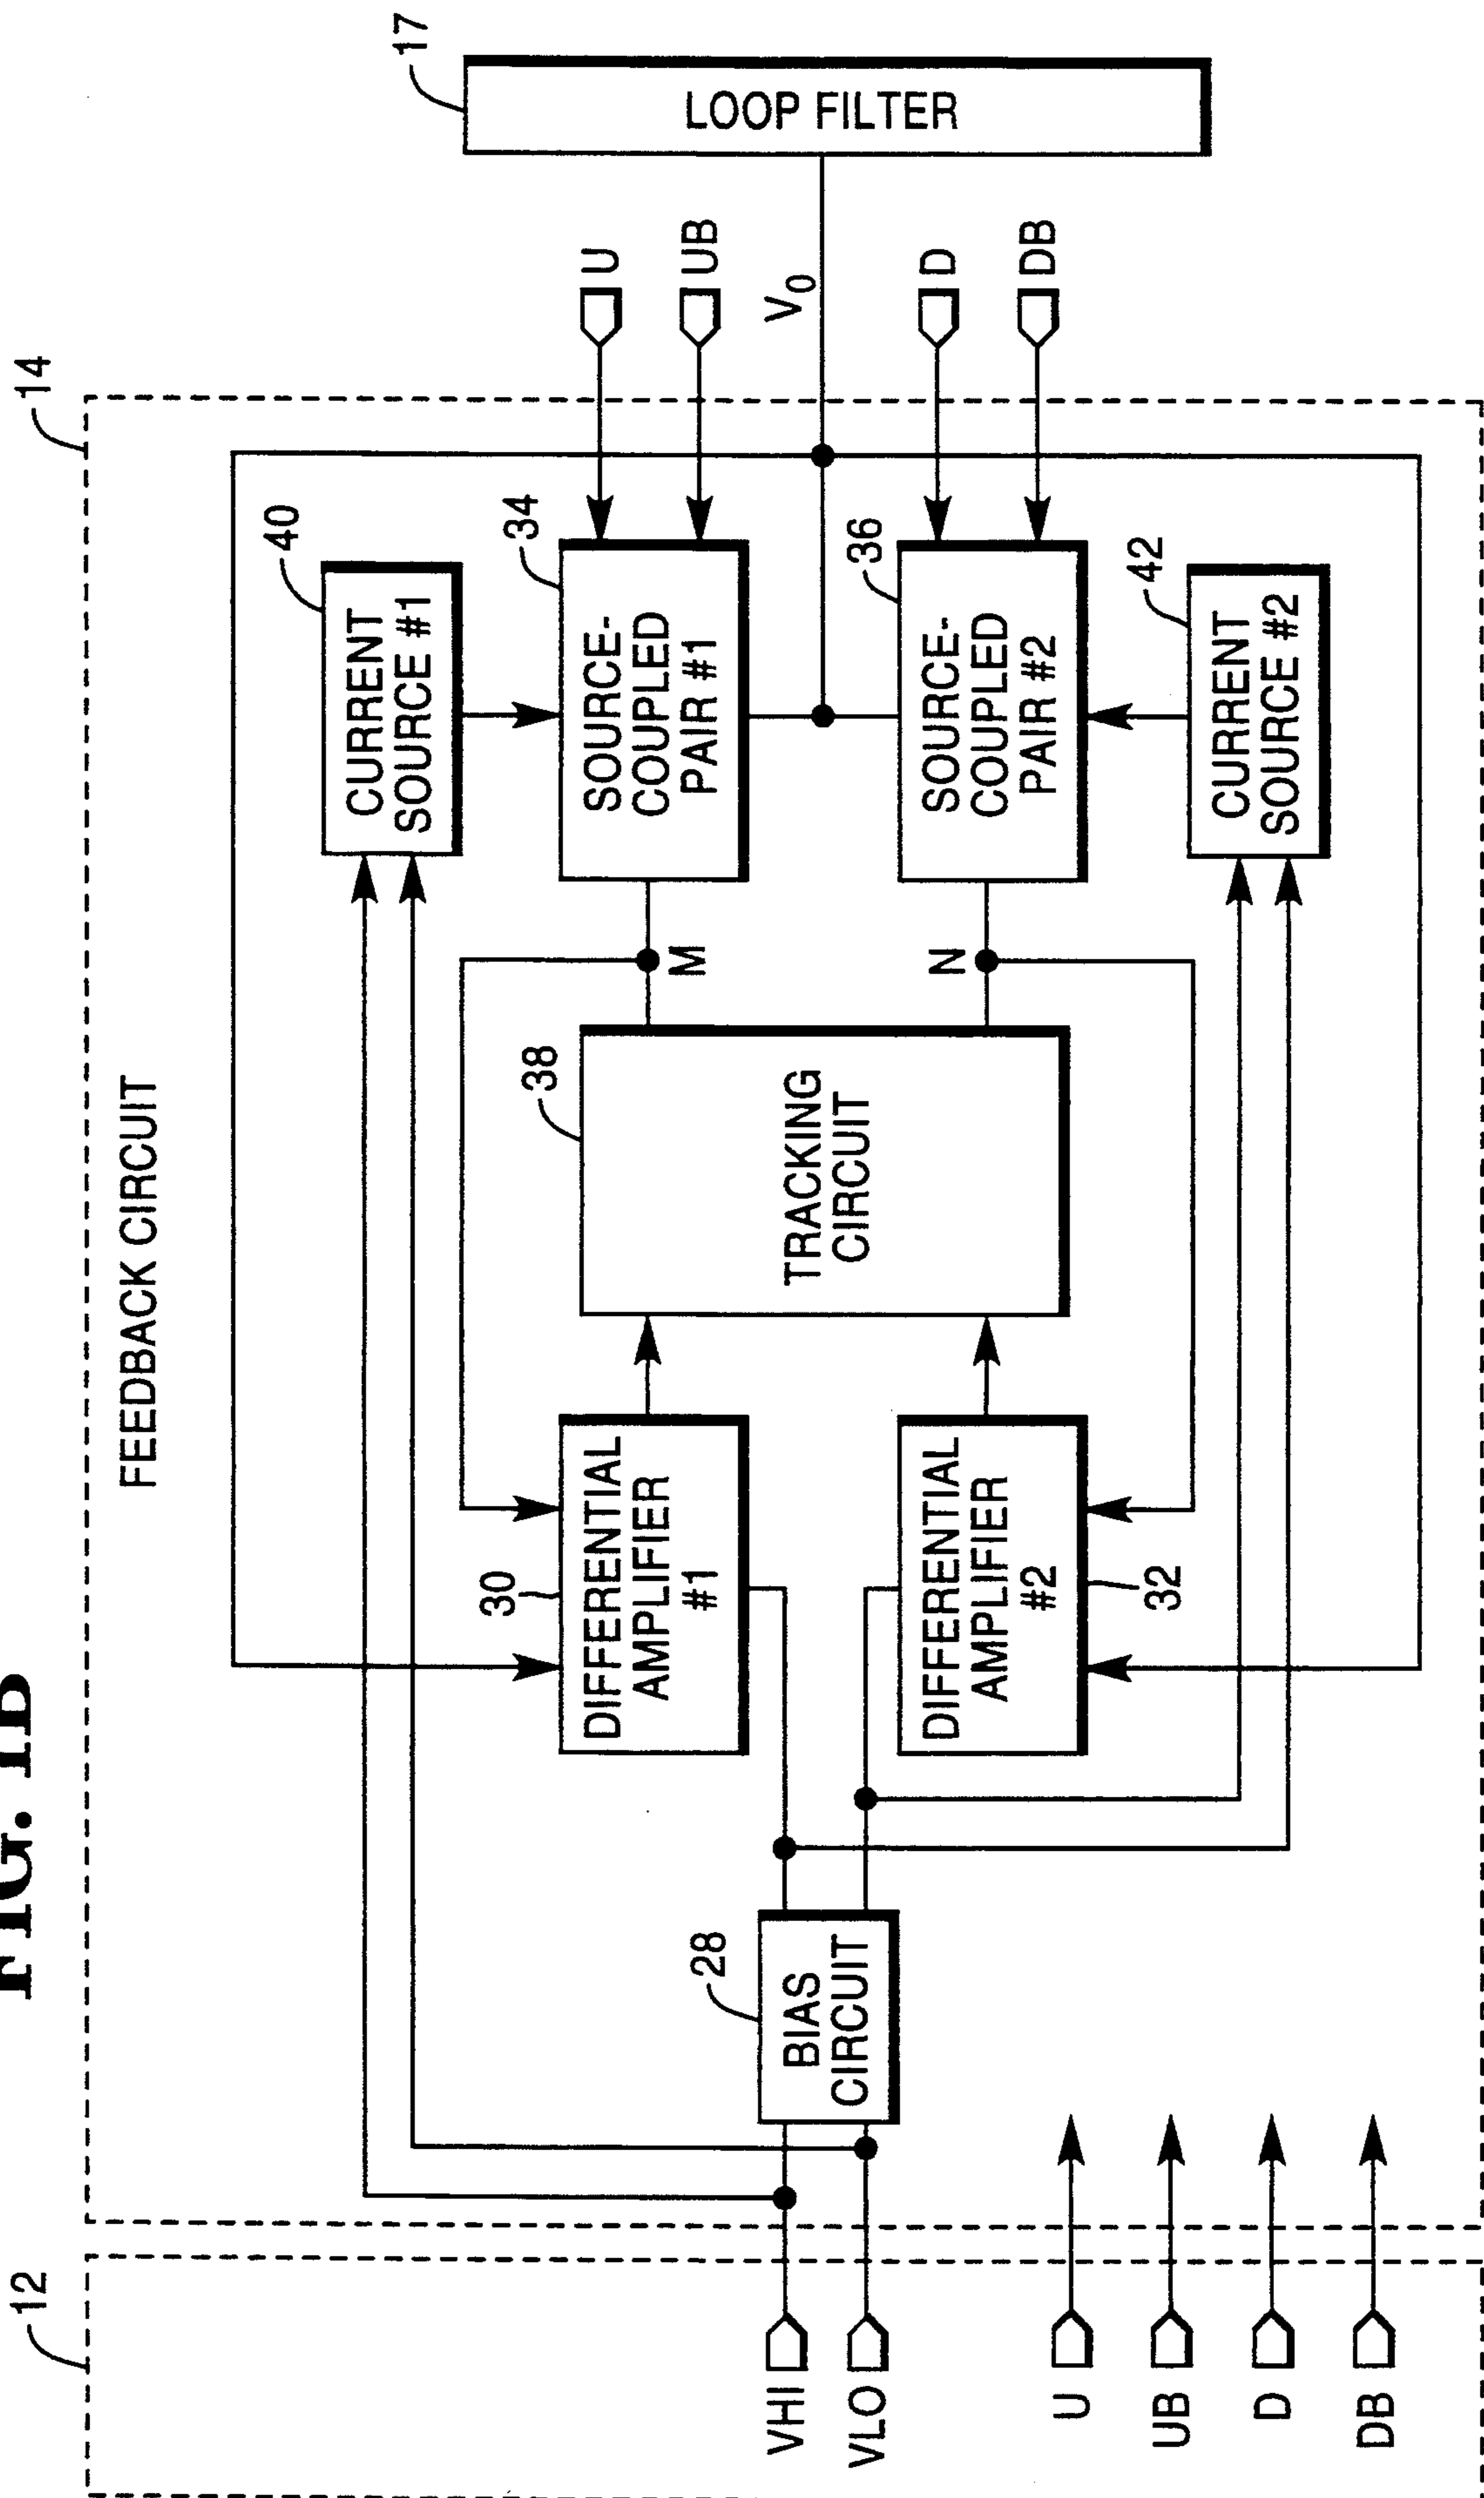 FIG. 1B
12
14
FEEDBACK CIRCUIT
40
CURRENT
SOURCE #1
17
LOOP FILTER
30
DIFFERENTIAL
AMPLIFIER
#1
38
TRACKING
CIRCUIT
M
34
SOURCE-
COUPLED
PAIR #1
U
UB
28
BIAS
CIRCUIT
VHI
VLO
V0
DIFFERENTIAL
AMPLIFIER
#2
32
N
36
SOURCE-
COUPLED
PAIR #2
D
DB
42
CURRENT
SOURCE #2
U
UB
D
DB